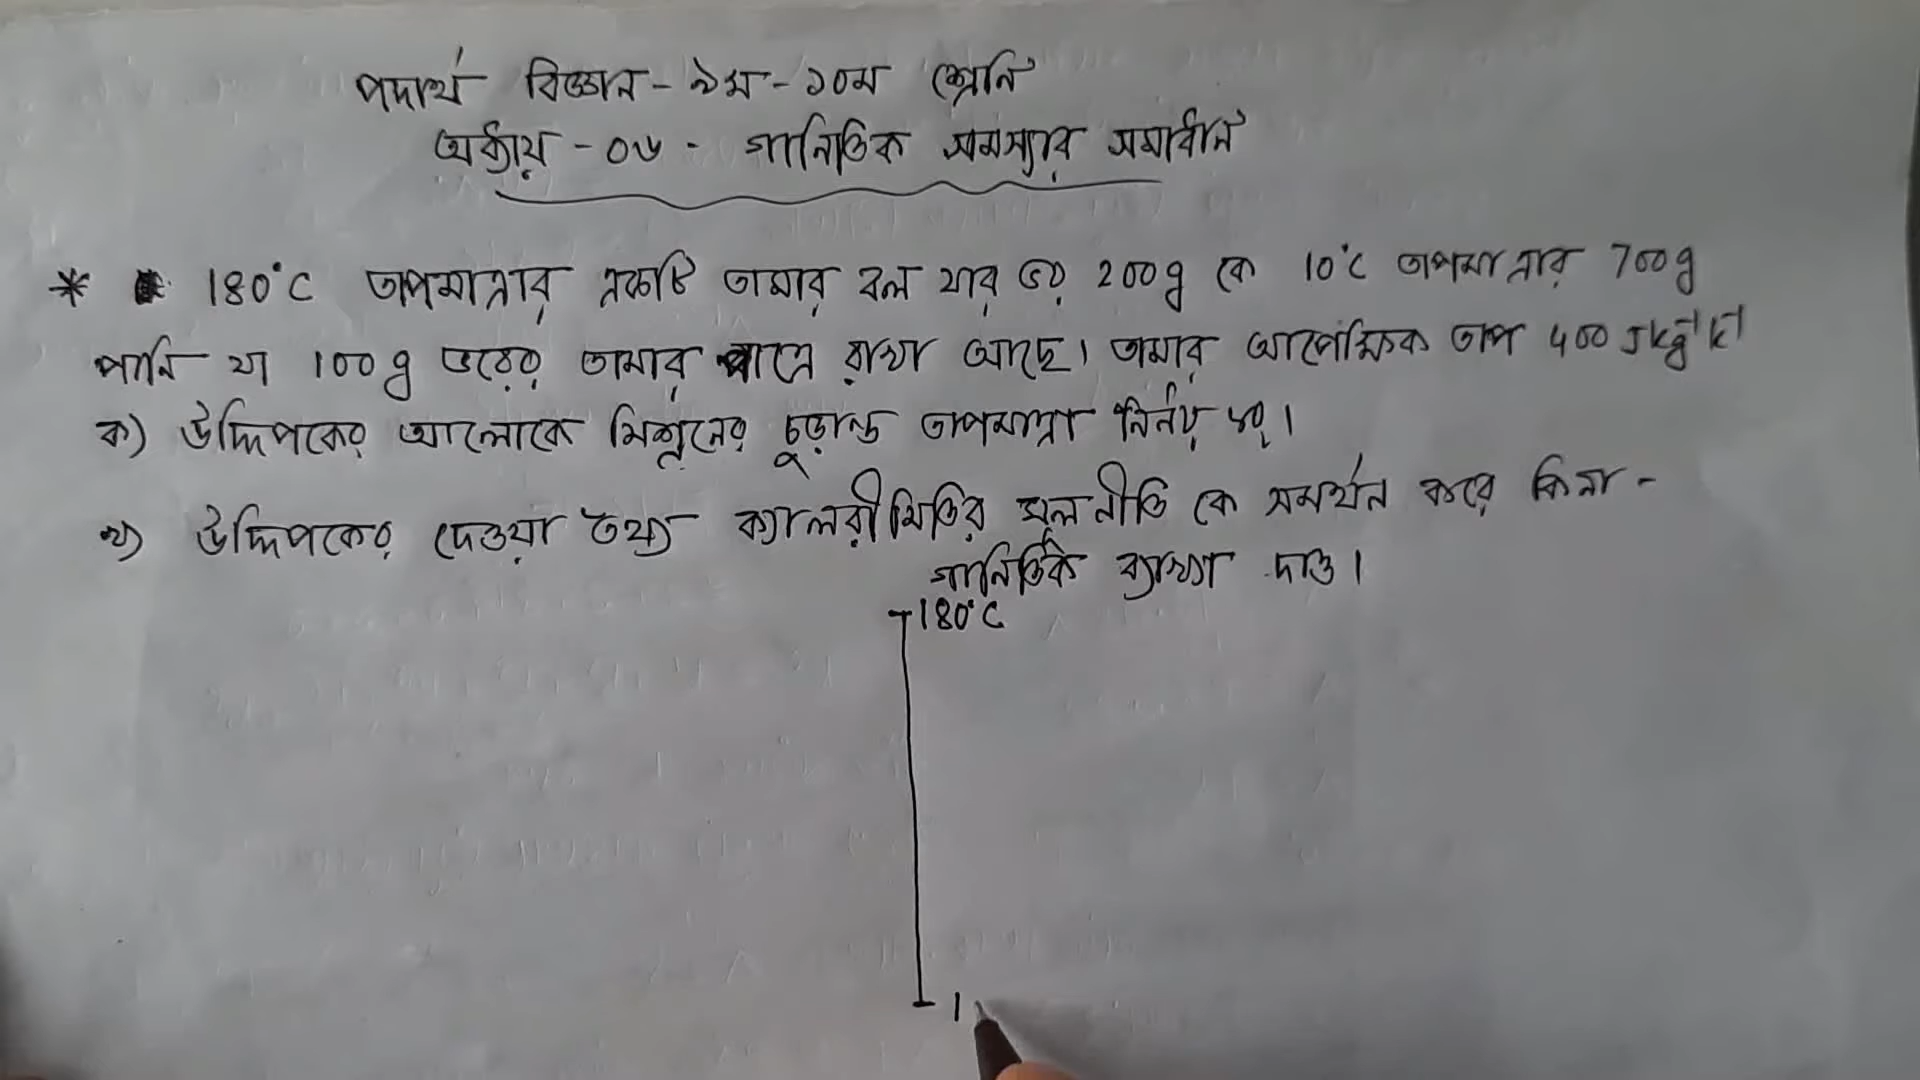 পদার্থ বিজ্ঞান - ৯ম - ১০ম শ্রেনি
অধ্যায় - ০৬ - গানিতিক সমস্যার সমাধান
* 180°C তাপমাত্রার একটি তামার বল যার ভর 200g কে 10°C তাপমাত্রার 700g
পানি যা 100g ভরের তামার পাত্রে রাখা আছে। তামার আপেক্ষিক তাপ 400 Jkg⁻¹K⁻¹
ক) উদ্দিপকের আলোকে মিশ্রনের চূড়ান্ত তাপমাত্রা নির্নয় কর।
খ) উদ্দিপকের দেওয়া তথ্য ক্যালরীমিতির মূলনীতি কে সমর্থন করে কিনা -
গানিতিক ব্যাখ্যা দাও।
180°C
1